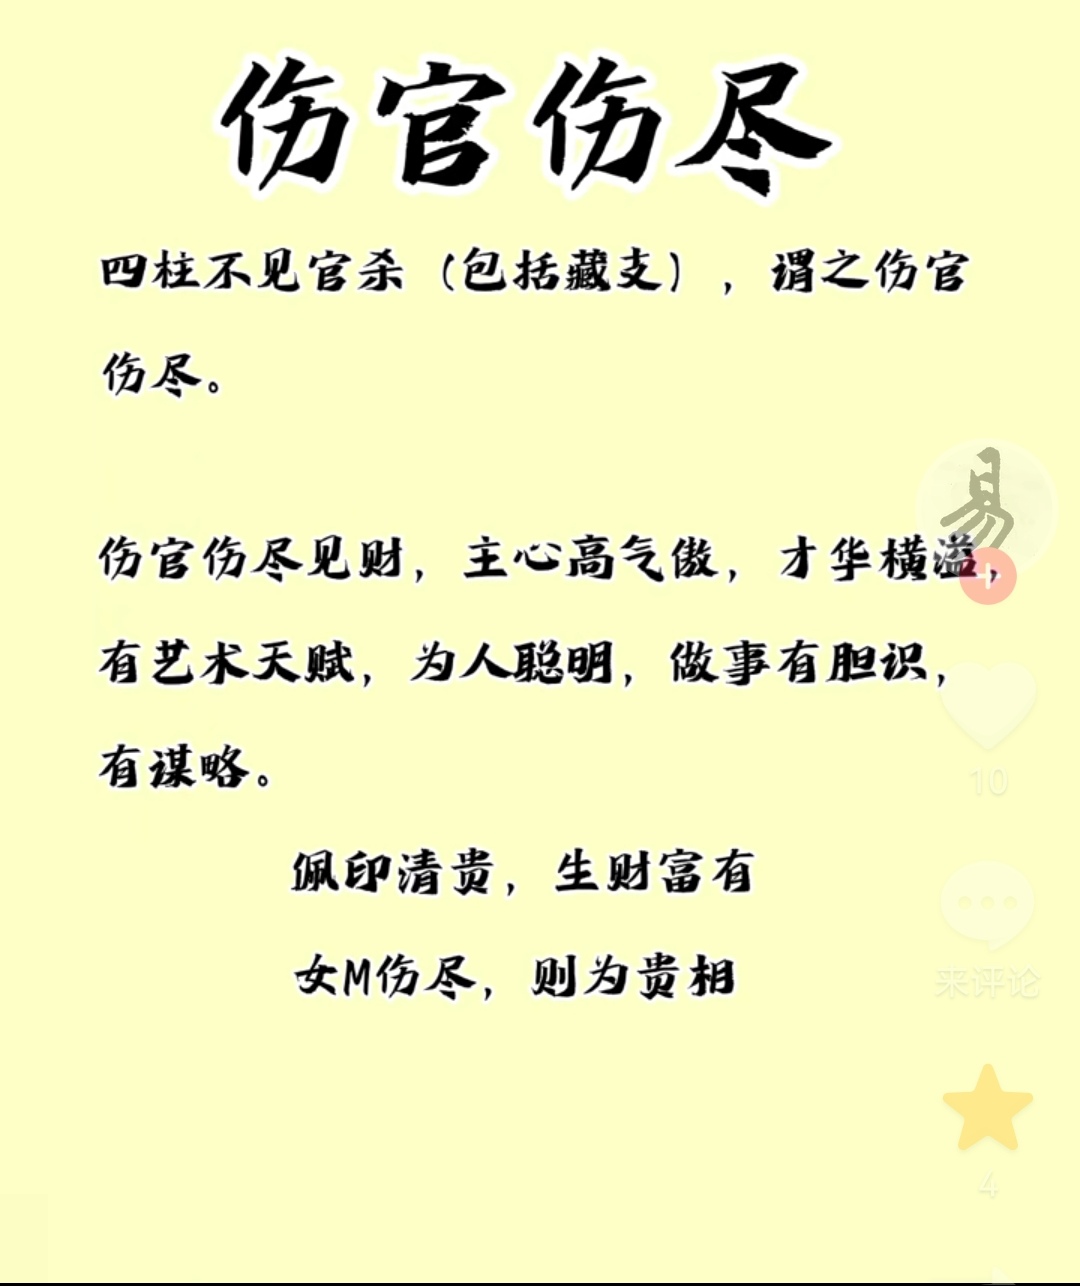 伤官伤尽
四柱不见官杀（包括藏支），谓之伤官
伤尽。
伤官伤尽见财，主心高气傲，才华横溢，
有艺术天赋，为人聪明，做事有胆识，
有谋略。
佩印清贵，生财富有
女M伤尽，则为贵相
易
10
来评论
4